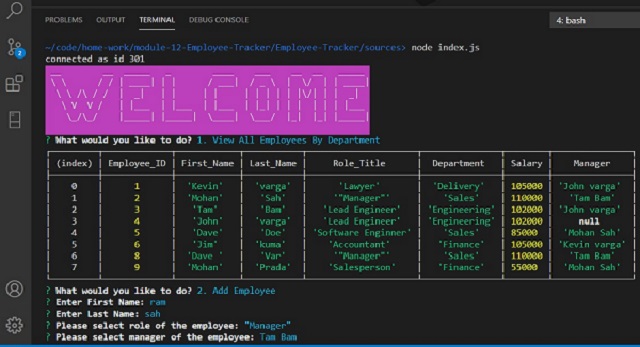 PROBLEMS OUTPUT TERMINAL DEBUG CONSOLE 4: bash
~/code/home-work/module-12-Employee-Tracker/Employee-Tracker/sources> node index.js
connected as id 301
WELCOME
? What would you like to do? 1. View All Employees By Department
(index) Employee_ID First_Name Last_Name Role_Title Department Salary Manager
0 1 'Kevin' 'varga' 'Lawyer' 'Delivery' 105000 'John varga'
1 2 'Mohan' 'Sah' '"Manager"' 'Sales' 110000 'Tam Bam'
2 3 'Tam' 'Bam' 'Lead Engineer' 'Engineering' 102000 'John varga'
3 4 'John' 'varga' 'Lead Engineer' 'Engineering' 102000 null
4 5 'Dave' 'Doe' 'Software Enginner' 'Sales' 85000 'Mohan Sah'
5 6 'Jim' 'kuma' 'Accountant' 'Finance' 105000 'Kevin varga'
6 8 'Dave ' 'Var' '"Manager"' 'Sales' 110000 'Tam Bam'
7 9 'Mohan' 'Prada' 'Salesperson' 'Finance' 55000 'Mohan Sah'
? What would you like to do? 2. Add Employee
? Enter First Name: ram
? Enter Last Name: sah
? Please select role of the employee: "Manager"
? Please select manager of the employee: Tam Bam
2